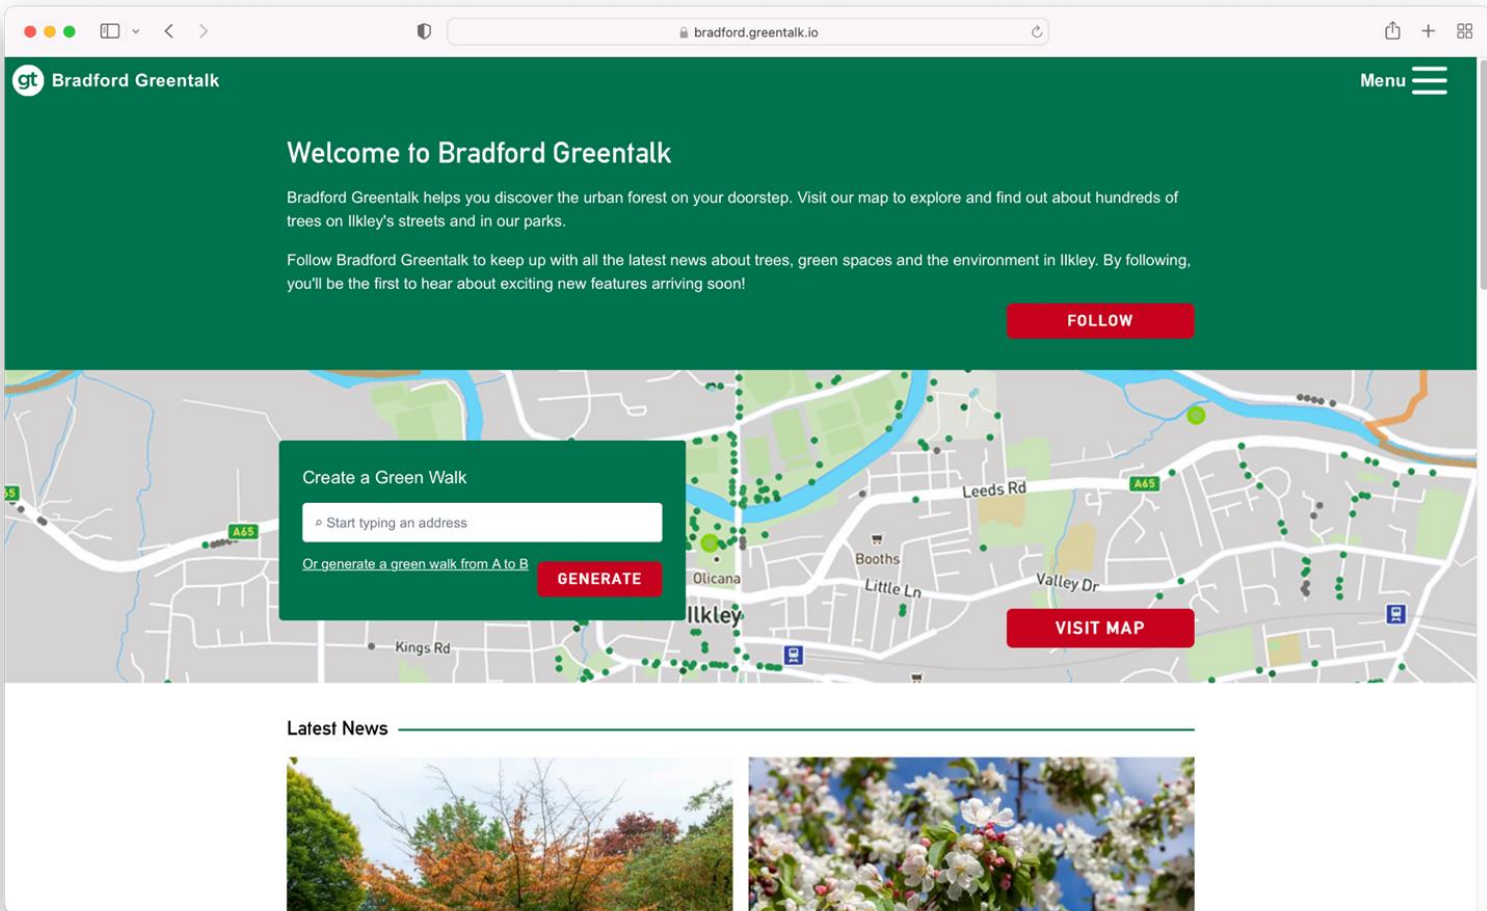 bradford.greentalk.io
gt Bradford Greentalk
Menu
Welcome to Bradford Greentalk
Bradford Greentalk helps you discover the urban forest on your doorstep. Visit our map to explore and find out about hundreds of
trees on Ilkley's streets and in our parks.
Follow Bradford Greentalk to keep up with all the latest news about trees, green spaces and the environment in Ilkley. By following,
you'll be the first to hear about exciting new features arriving soon!
FOLLOW
Create a Green Walk
Start typing an address
Or generate a green walk from A to B
GENERATE
A65
Leeds Rd
A65
Booths
Olicana
Little Ln
Valley Dr
Ilkley
Kings Rd
VISIT MAP
Latest News